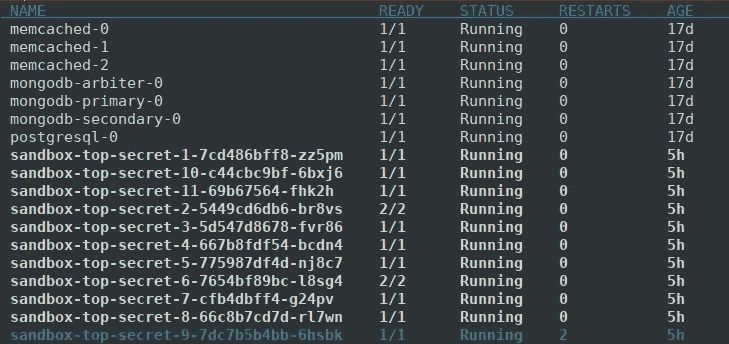 NAME READY STATUS RESTARTS AGE
memcached-0 1/1 Running 0 17d
memcached-1 1/1 Running 0 17d
memcached-2 1/1 Running 0 17d
mongodb-arbiter-0 1/1 Running 0 17d
mongodb-primary-0 1/1 Running 0 17d
mongodb-secondary-0 1/1 Running 0 17d
postgresql-0 1/1 Running 0 17d
sandbox-top-secret-1-7cd486bff8-zz5pm 1/1 Running 0 5h
sandbox-top-secret-10-c44cbc9bf-6bxj6 1/1 Running 0 5h
sandbox-top-secret-11-69b67564-fhk2h 1/1 Running 0 5h
sandbox-top-secret-2-5449cd6db6-br8vs 2/2 Running 0 5h
sandbox-top-secret-3-5d547d8678-fvr86 1/1 Running 0 5h
sandbox-top-secret-4-667b8fdf54-bcdn4 1/1 Running 0 5h
sandbox-top-secret-5-775987df4d-nj8c7 1/1 Running 0 5h
sandbox-top-secret-6-7654bf89bc-l8sg4 2/2 Running 0 5h
sandbox-top-secret-7-cfb4dbff4-g24pv 1/1 Running 0 5h
sandbox-top-secret-8-66c8b7cd7d-rl7wn 1/1 Running 0 5h
sandbox-top-secret-9-7dc7b5b4bb-6hsbk 1/1 Running 2 5h